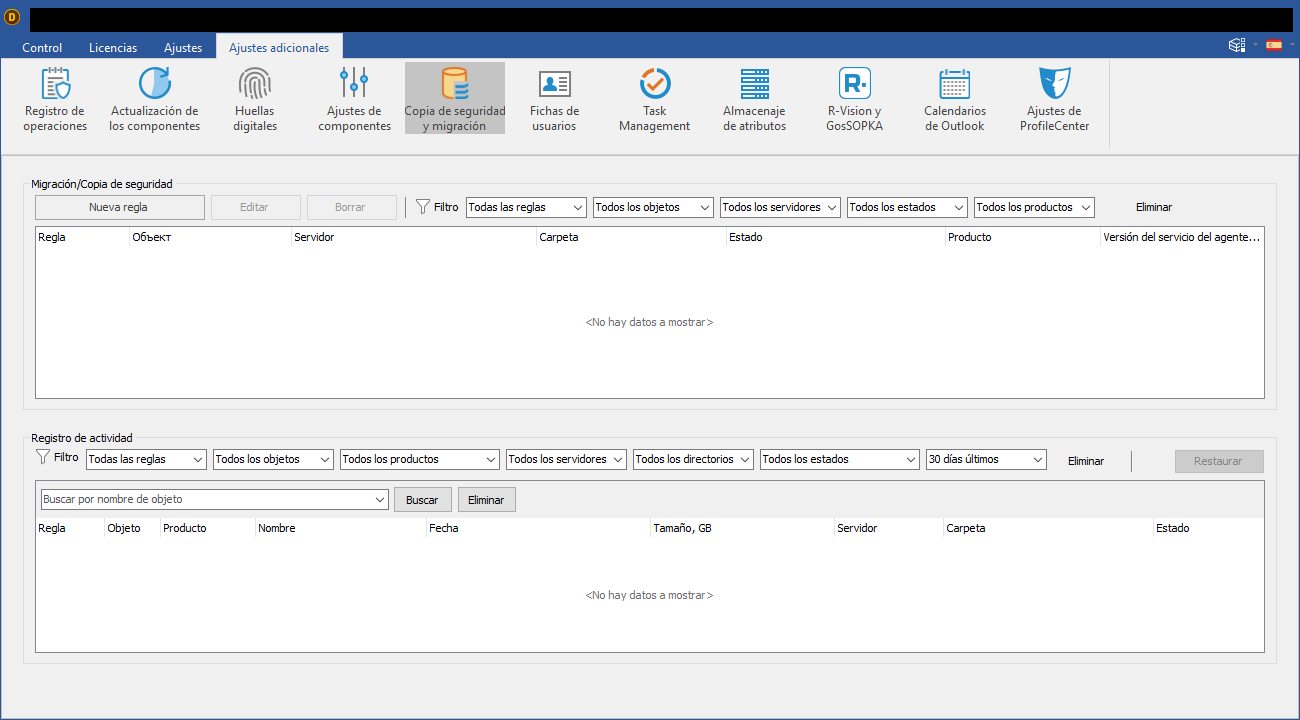 D
Control Licencias Ajustes Ajustes adicionales
Registro de operaciones
Actualización de los componentes
Huellas digitales
Ajustes de componentes
Copia de seguridad y migración
Fichas de usuarios
Task Management
Almacenaje de atributos
R-Vision y GosSOPKA
Calendarios de Outlook
Ajustes de ProfileCenter
Migración/Copia de seguridad
Nueva regla Editar Borrar Filtro Todas las reglas Todos los objetos Todos los servidores Todos los estados Todos los productos Eliminar
Regla Объект Servidor Carpeta Estado Producto Versión del servicio del agente...
<No hay datos a mostrar>
Registro de actividad
Filtro Todas las reglas Todos los objetos Todos los productos Todos los servidores Todos los directorios Todos los estados 30 días últimos Eliminar Restaurar
Buscar por nombre de objeto Buscar Eliminar
Regla Objeto Producto Nombre Fecha Tamaño, GB Servidor Carpeta Estado
<No hay datos a mostrar>